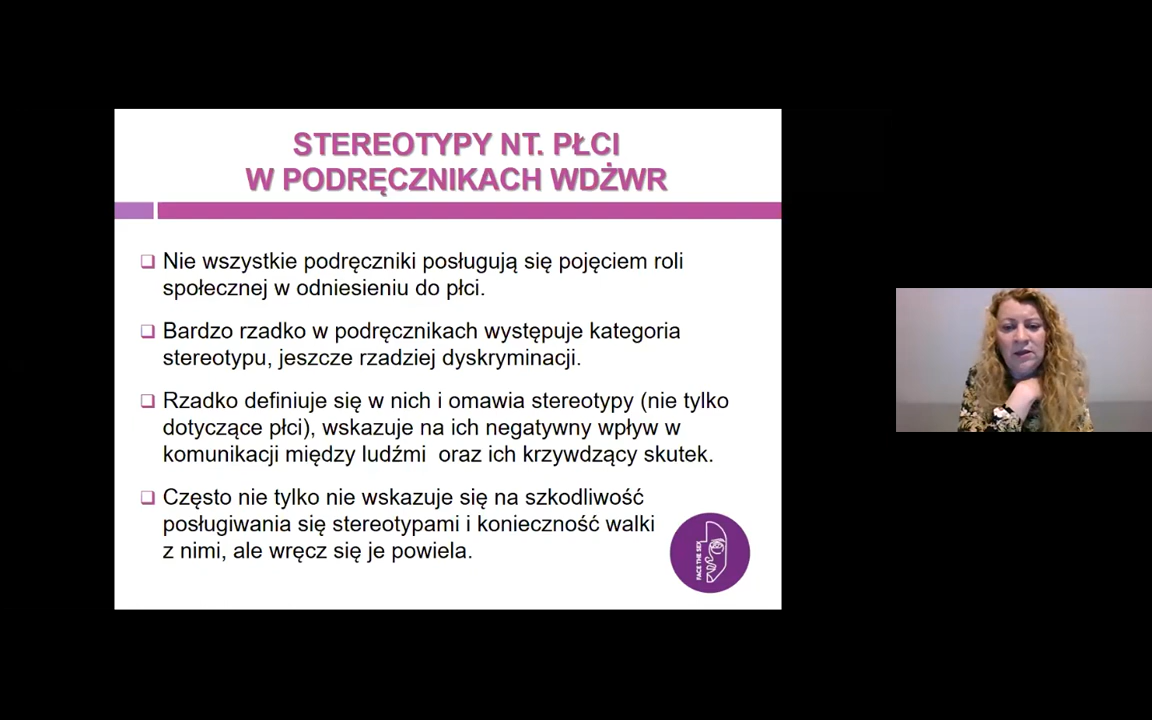 STEREOTYPY NT. PŁCI
W PODRĘCZNIKACH WDŻWR
Nie wszystkie podręczniki posługują się pojęciem roli
społecznej w odniesieniu do płci.
Bardzo rzadko w podręcznikach występuje kategoria
stereotypu, jeszcze rzadziej dyskryminacji.
Rzadko definiuje się w nich i omawia stereotypy (nie tylko
dotyczące płci), wskazuje na ich negatywny wpływ w
komunikacji między ludźmi oraz ich krzywdzący skutek.
Często nie tylko nie wskazuje się na szkodliwość
posługiwania się stereotypami i konieczność walki
z nimi, ale wręcz się je powiela.
FACE THE SEX